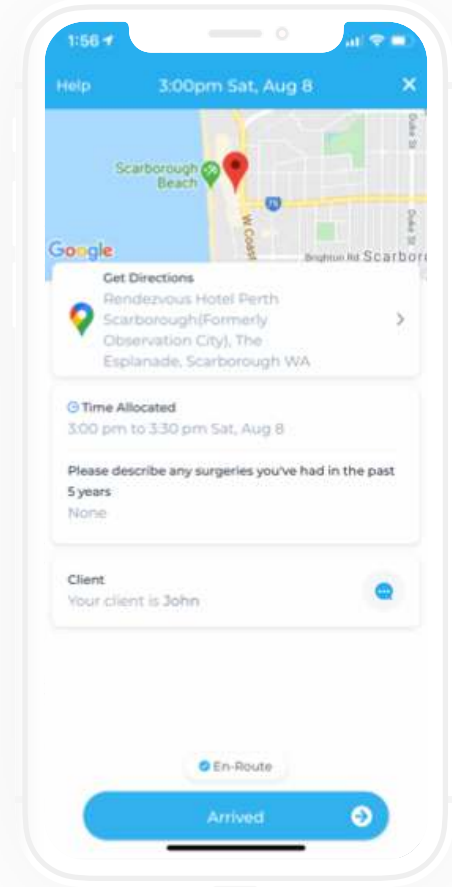 1:56
Help 3:00pm Sat, Aug 8
Duke St
Scarborough
Beach
75
W Coast
Duke St
Google
Brighton Rd Scarbor
Get Directions
Rendezvous Hotel Perth
Scarborough(Formerly
Observation City), The
Esplanade, Scarborough WA
Time Allocated
3:00 pm to 3:30 pm Sat, Aug 8
Please describe any surgeries you've had in the past
5 years
None
Client
Your client is John
En-Route
Arrived